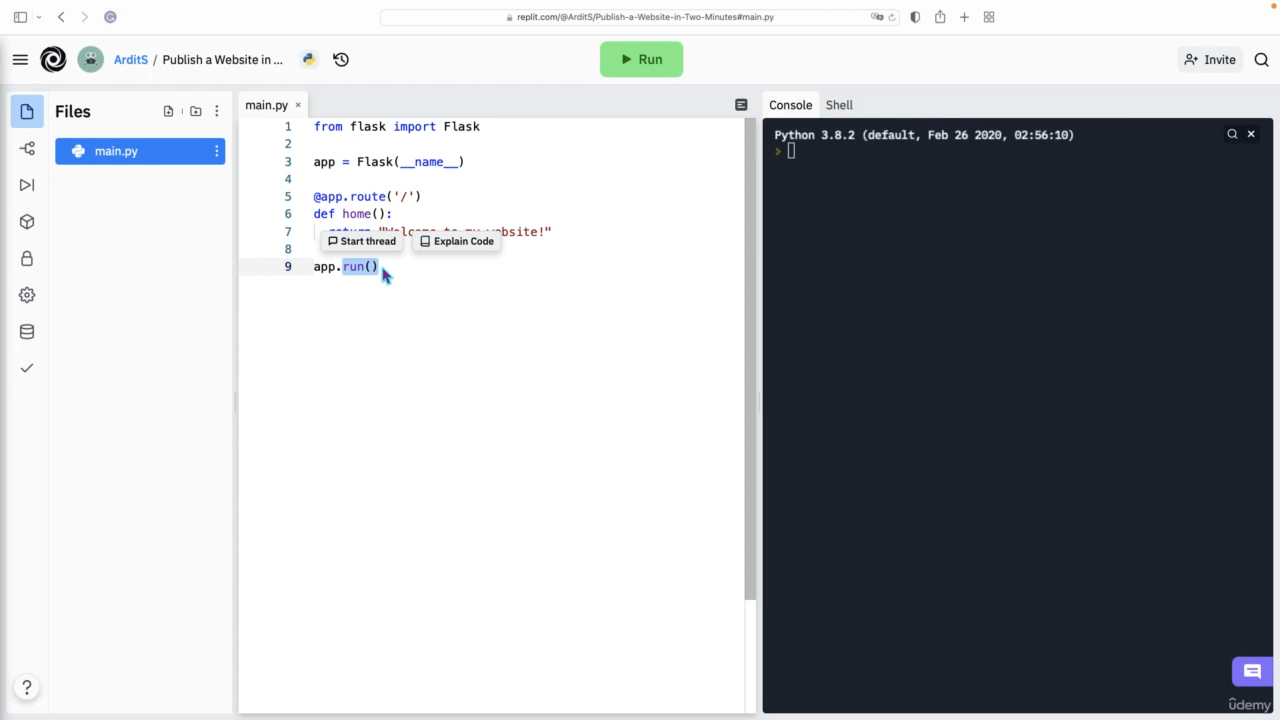 replit.com/@ArditS/Publish-a-Website-in-Two-Minutes#main.py
ArditS / Publish a Website in ...
Run
Invite
Files
main.py
main.py ×
1 from flask import Flask
2
3 app = Flask(__name__)
4
5 @app.route('/')
6 def home():
7 return "Welcome to my website!"
8
Start thread
Explain Code
9 app.run()
Console
Shell
Python 3.8.2 (default, Feb 26 2020, 02:56:10)
?
ûdemy